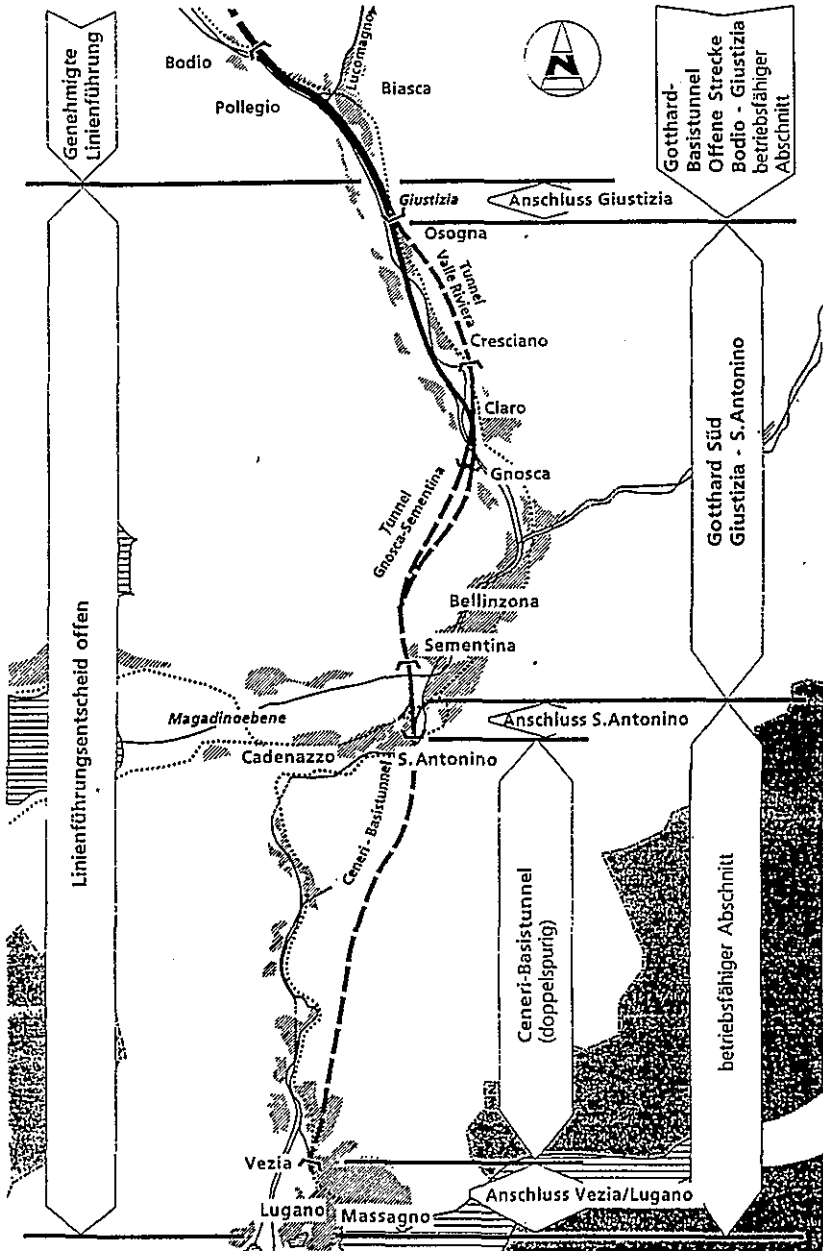 Genehmigte
Linienführung
Bodio
Pollegio
Lucomagno
Biasca
N
Gotthard-
Basistunnel
Offene Strecke
Bodio - Giustizia
betriebsfähiger
Abschnitt
Giustizia
Anschluss Giustizia
Osogna
Tunnel
Valle Riviera
Cresciano
Claro
Gnosca
Tunnel
Gnosca-Sementina
Gotthard Süd
Giustizia - S.Antonino
Bellinzona
Sementina
Linienführungsentscheid offen
Magadinoebene
Anschluss S.Antonino
Cadenazzo
S.Antonino
Ceneri - Basistunnel
Ceneri-Basistunnel
(doppelspurig)
betriebsfähiger Abschnitt
Vezia
Anschluss Vezia/Lugano
Lugano
Massagno